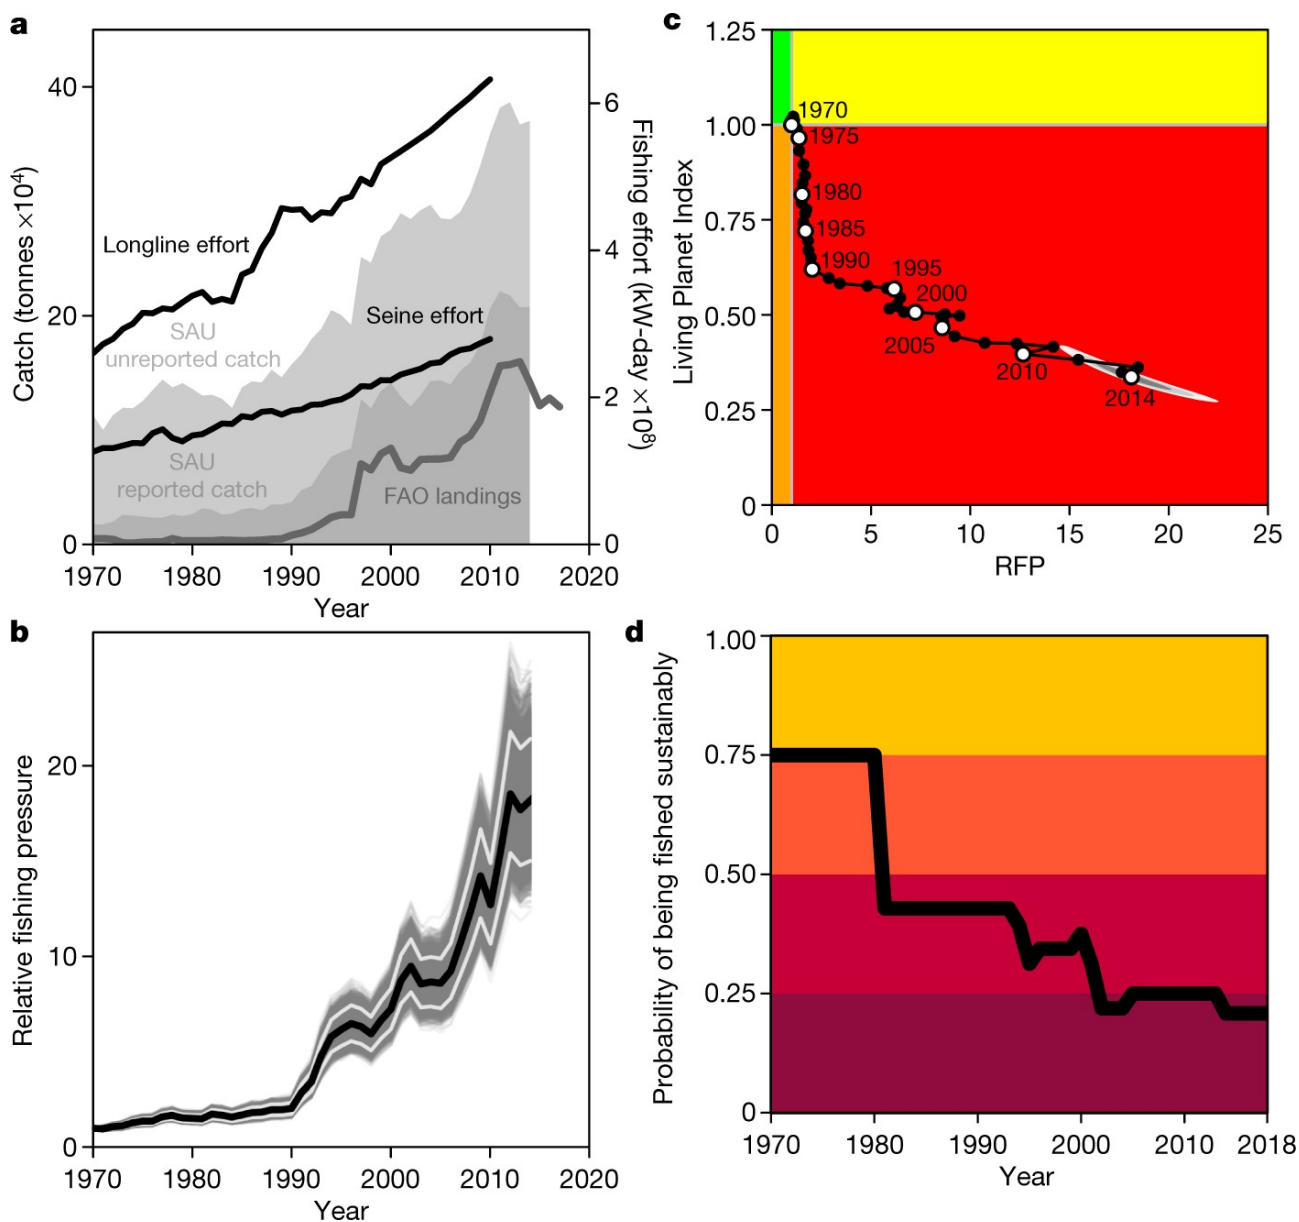 a
Catch (tonnes ×10⁴)
40
20
0
Longline effort
SAU
unreported catch
Seine effort
SAU
reported catch
FAO landings
6
4
2
0
Fishing effort (kW-day ×10⁸)
1970 1980 1990 2000 2010 2020
Year
c
Living Planet Index
1.25
1.00
0.75
0.50
0.25
0
1970
1975
1980
1985
1990
1995
2000
2005
2010
2014
0 5 10 15 20 25
RFP
b
Relative fishing pressure
20
10
0
1970 1980 1990 2000 2010 2020
Year
d
Probability of being fished sustainably
1.00
0.75
0.50
0.25
0
1970 1980 1990 2000 2010 2018
Year